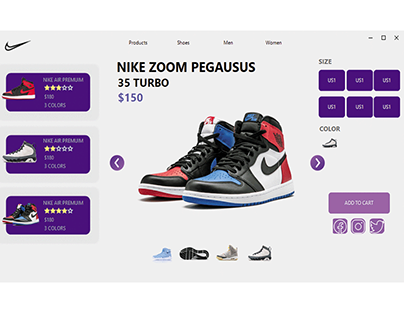 Products Shoes Men Women
NIKE AIR PREMIUM
$180
3 COLORS
NIKE AIR PREMIUM
$180
3 COLORS
NIKE AIR PREMIUM
$180
3 COLORS
NIKE ZOOM PEGAUSUS
35 TURBO
$150
SIZE
US1 US1 US1
US1 US1 US1
COLOR
ADD TO CART